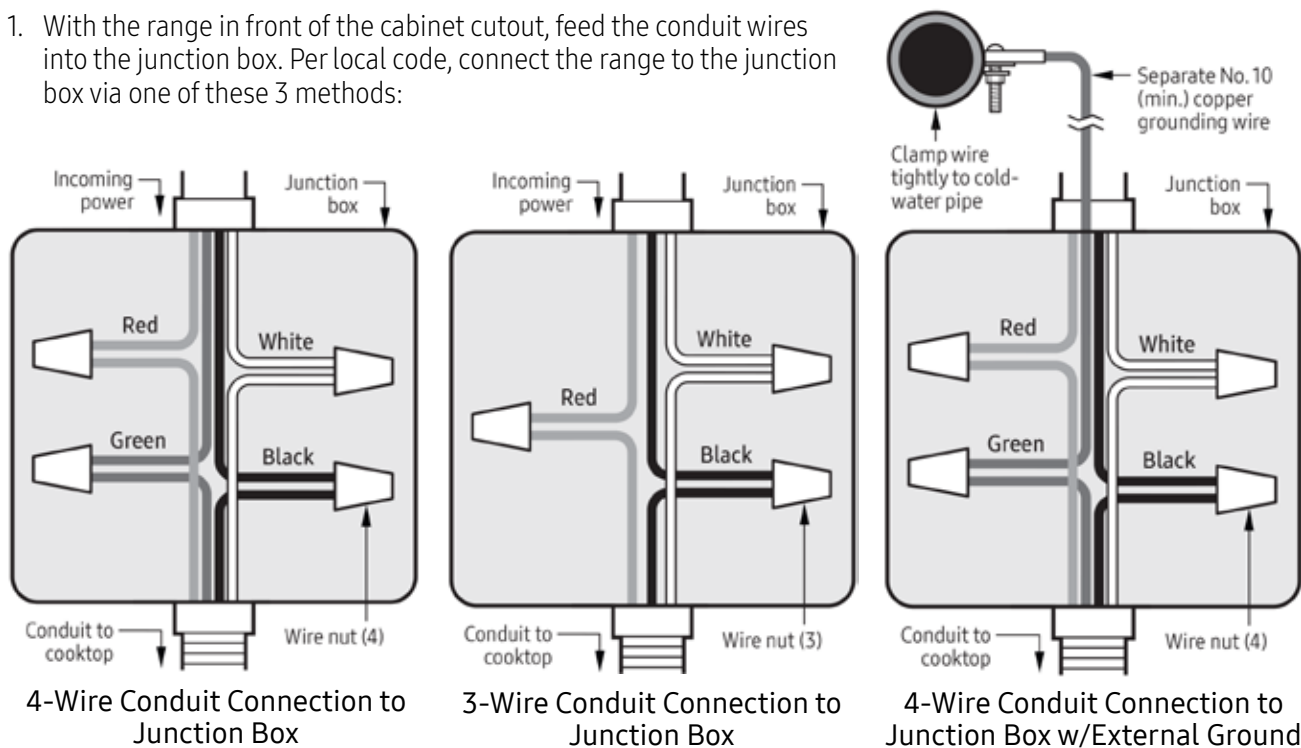 1. With the range in front of the cabinet cutout, feed the conduit wires
into the junction box. Per local code, connect the range to the junction
box via one of these 3 methods:
Incoming
power
Junction
box
Red
White
Green
Black
Conduit to
cooktop
Wire nut (4)
4-Wire Conduit Connection to
Junction Box
Incoming
power
Junction
box
White
Red
Black
Conduit to
cooktop
Wire nut (3)
3-Wire Conduit Connection to
Junction Box
Separate No. 10
(min.) copper
grounding wire
Clamp wire
tightly to cold-
water pipe
Junction
box
Red
White
Green
Black
Conduit to
cooktop
Wire nut (4)
4-Wire Conduit Connection to
Junction Box w/External Ground